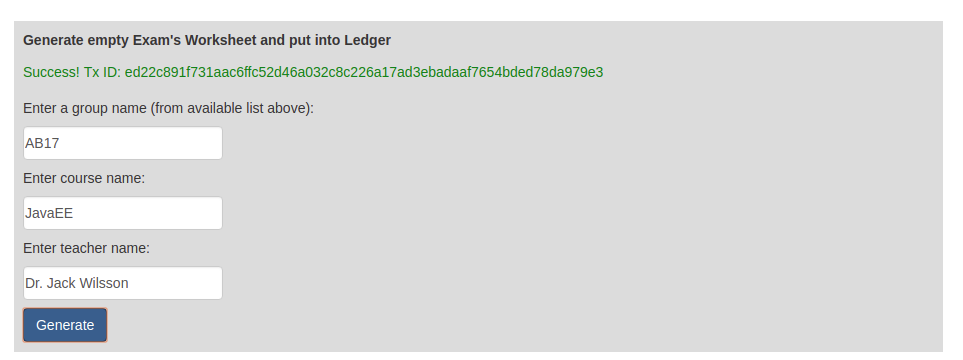 Generate empty Exam's Worksheet and put into Ledger
Success! Tx ID: ed22c891f731aac6ffc52d46a032c8c226a17ad3ebadaaf7654bded78da979e3
Enter a group name (from available list above):
AB17
Enter course name:
JavaEE
Enter teacher name:
Dr. Jack Wilsson
Generate